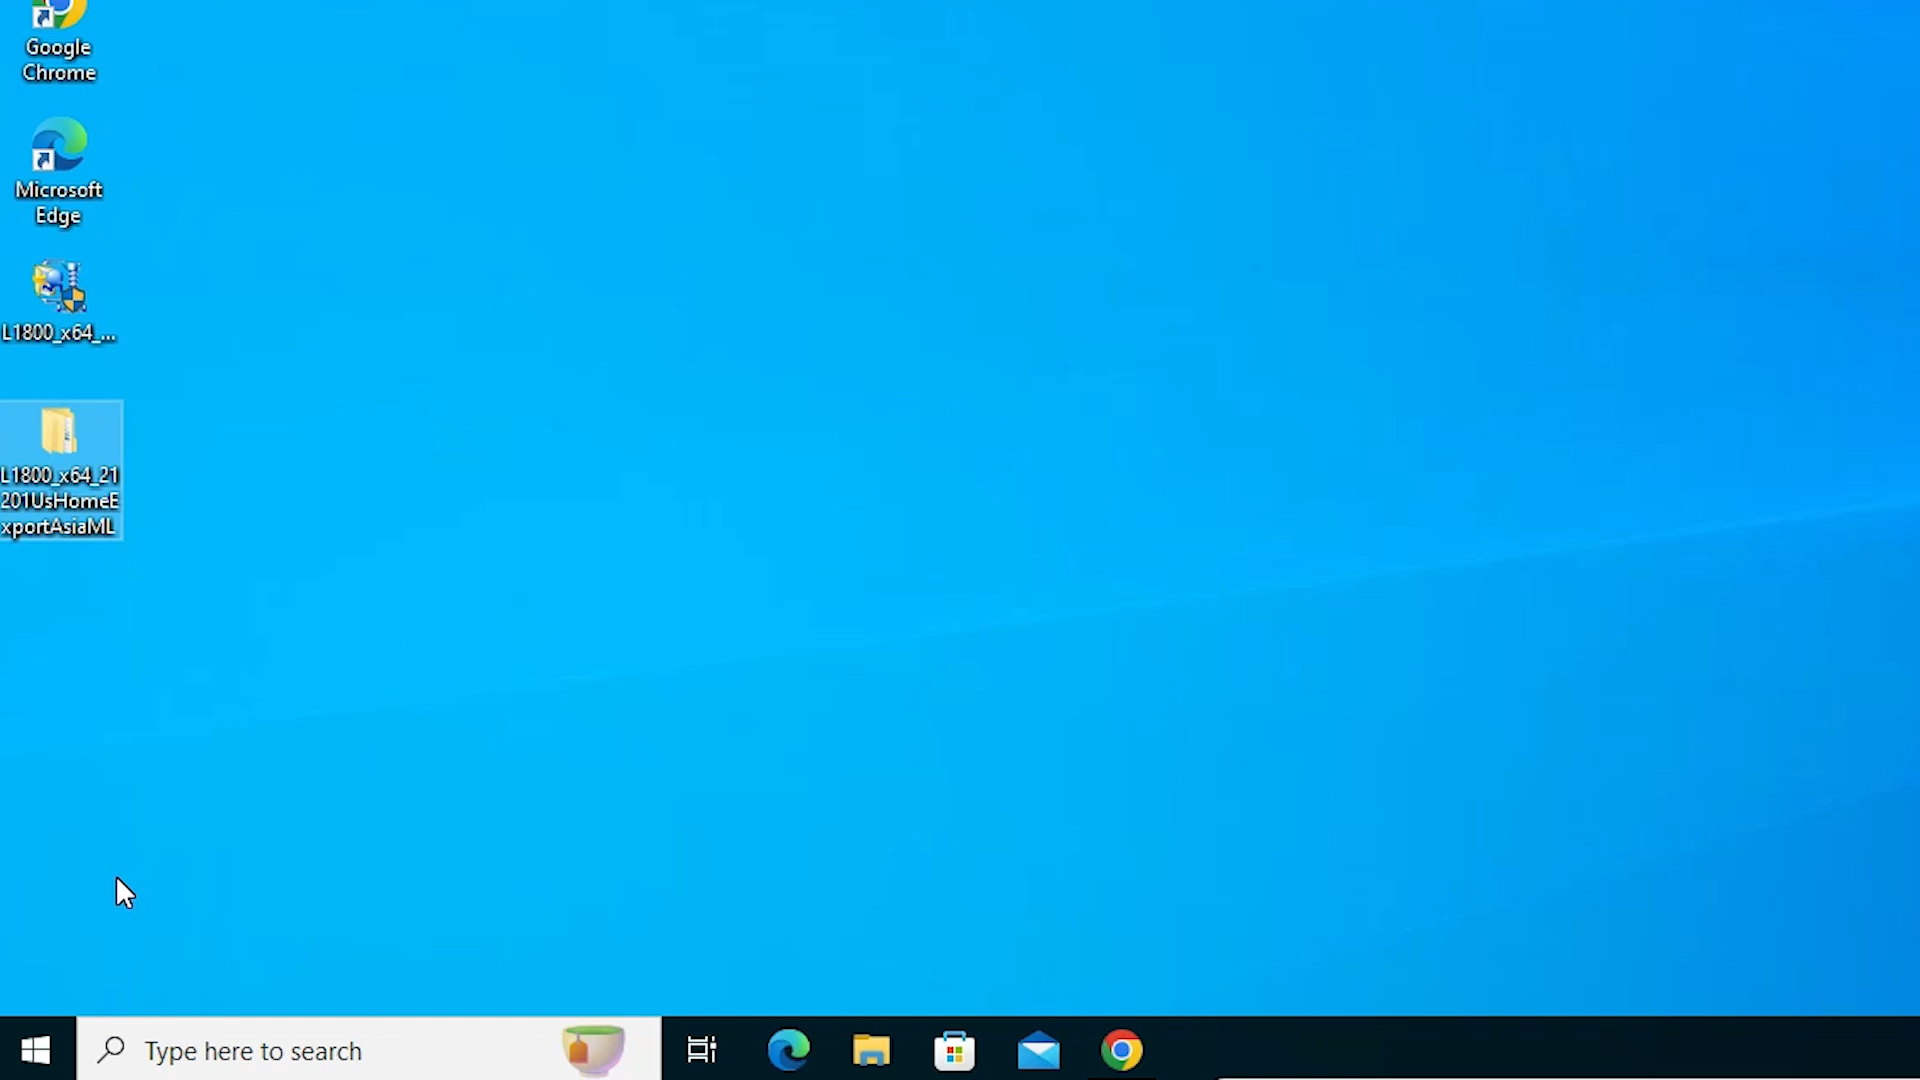 Google
Chrome
Microsoft
Edge
L1800_x64_...
L1800_x64_21
201UsHomeE
xportAsiaML
Type here to search